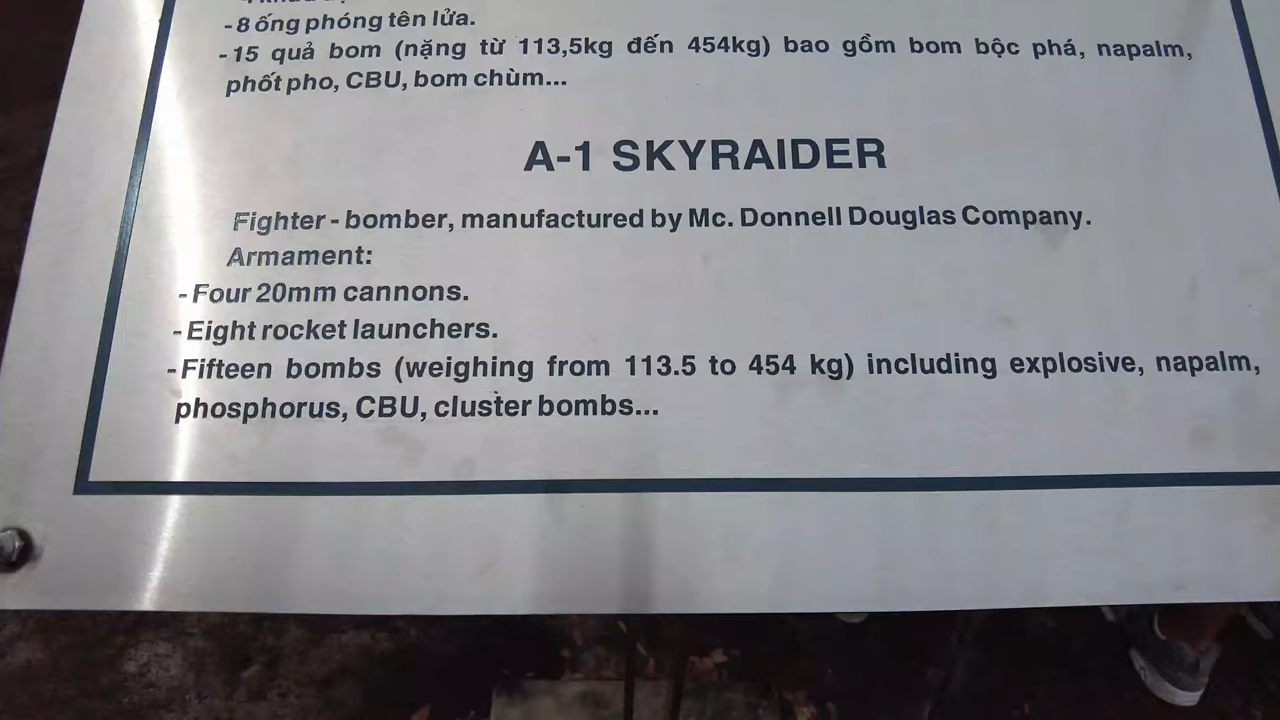 -8 ống phóng tên lửa.
-15 quả bom (nặng từ 113,5kg đến 454kg) bao gồm bom bộc phá, napalm,
phốt pho, CBU, bom chùm...
A-1 SKYRAIDER
Fighter - bomber, manufactured by Mc. Donnell Douglas Company.
Armament:
-Four 20mm cannons.
-Eight rocket launchers.
-Fifteen bombs (weighing from 113.5 to 454 kg) including explosive, napalm,
phosphorus, CBU, cluster bombs...